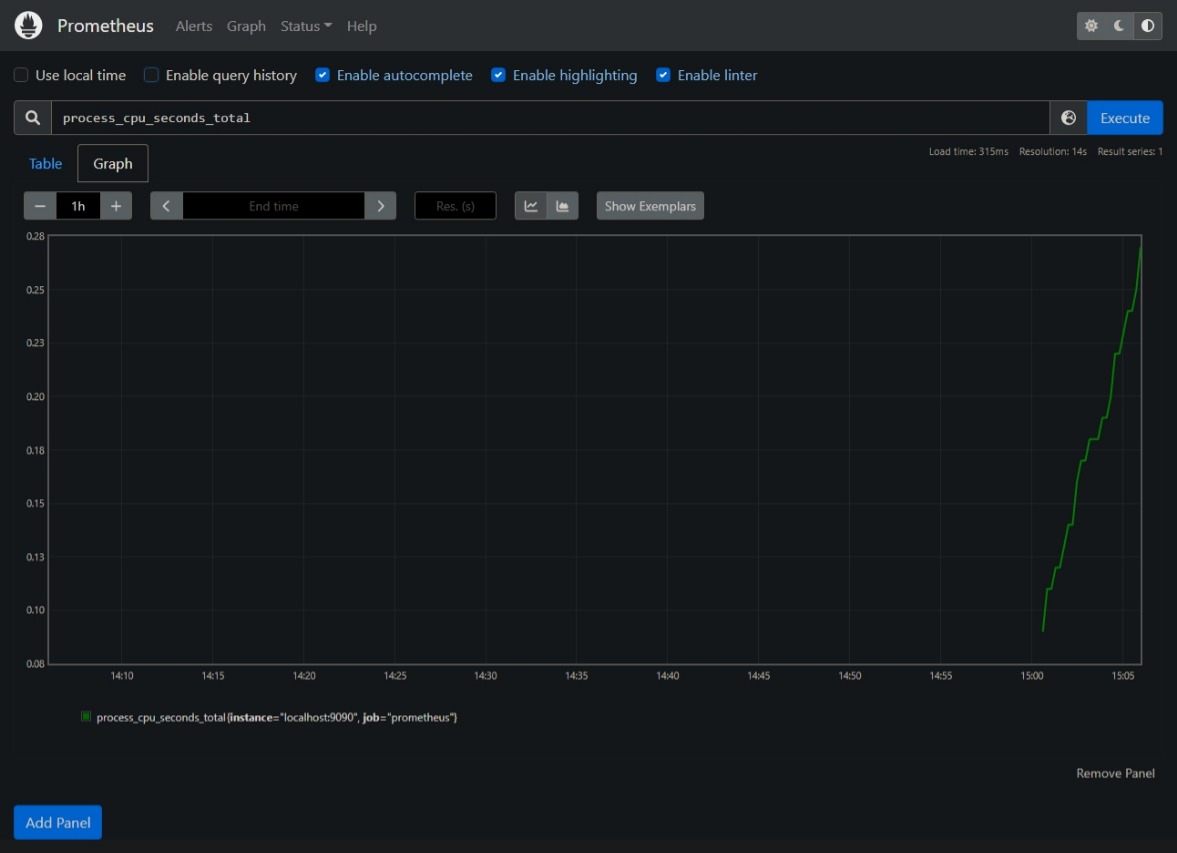 Prometheus Alerts Graph Status Help
Use local time Enable query history Enable autocomplete Enable highlighting Enable linter
process_cpu_seconds_total Execute
Load time: 315ms Resolution: 14s Result series: 1
Table Graph
1h End time Res. (s) Show Exemplars
0.28
0.25
0.23
0.20
0.18
0.15
0.13
0.10
0.08
14:10 14:15 14:20 14:25 14:30 14:35 14:40 14:45 14:50 14:55 15:00 15:05
process_cpu_seconds_total{instance="localhost:9090", job="prometheus"}
Remove Panel
Add Panel